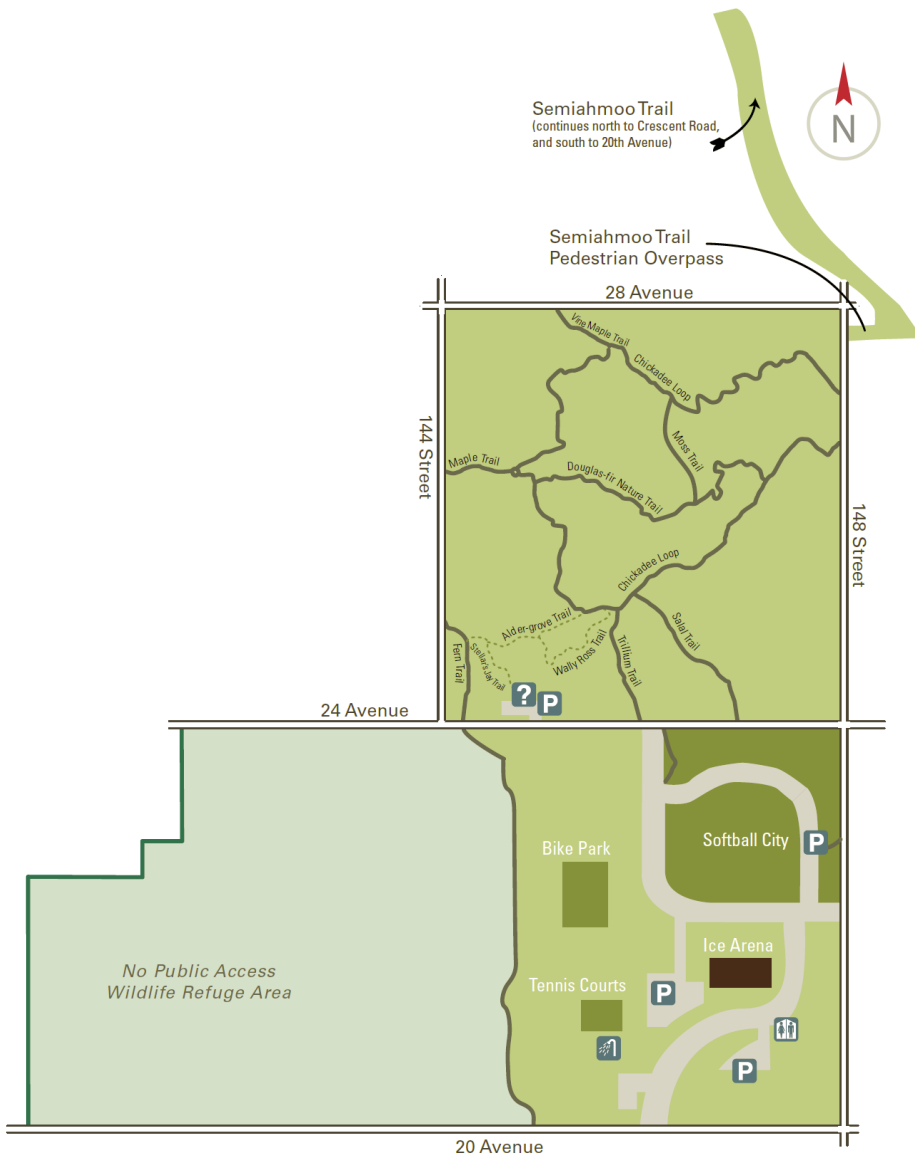 Semiahmoo Trail
(continues north to Crescent Road,
and south to 20th Avenue)
N
Semiahmoo Trail
Pedestrian Overpass
28 Avenue
Vine Maple Trail
Chickadee Loop
144 Street
Maple Trail
Moss Trail
Douglas-fir Nature Trail
148 Street
Chickadee Loop
Alder-grove Trail
Salal Trail
Fern Trail
Stellar's Jay Trail
Wally Ross Trail
Trillium Trail
?
P
24 Avenue
Softball City
P
Bike Park
Ice Arena
No Public Access
Wildlife Refuge Area
Tennis Courts
P
P
20 Avenue